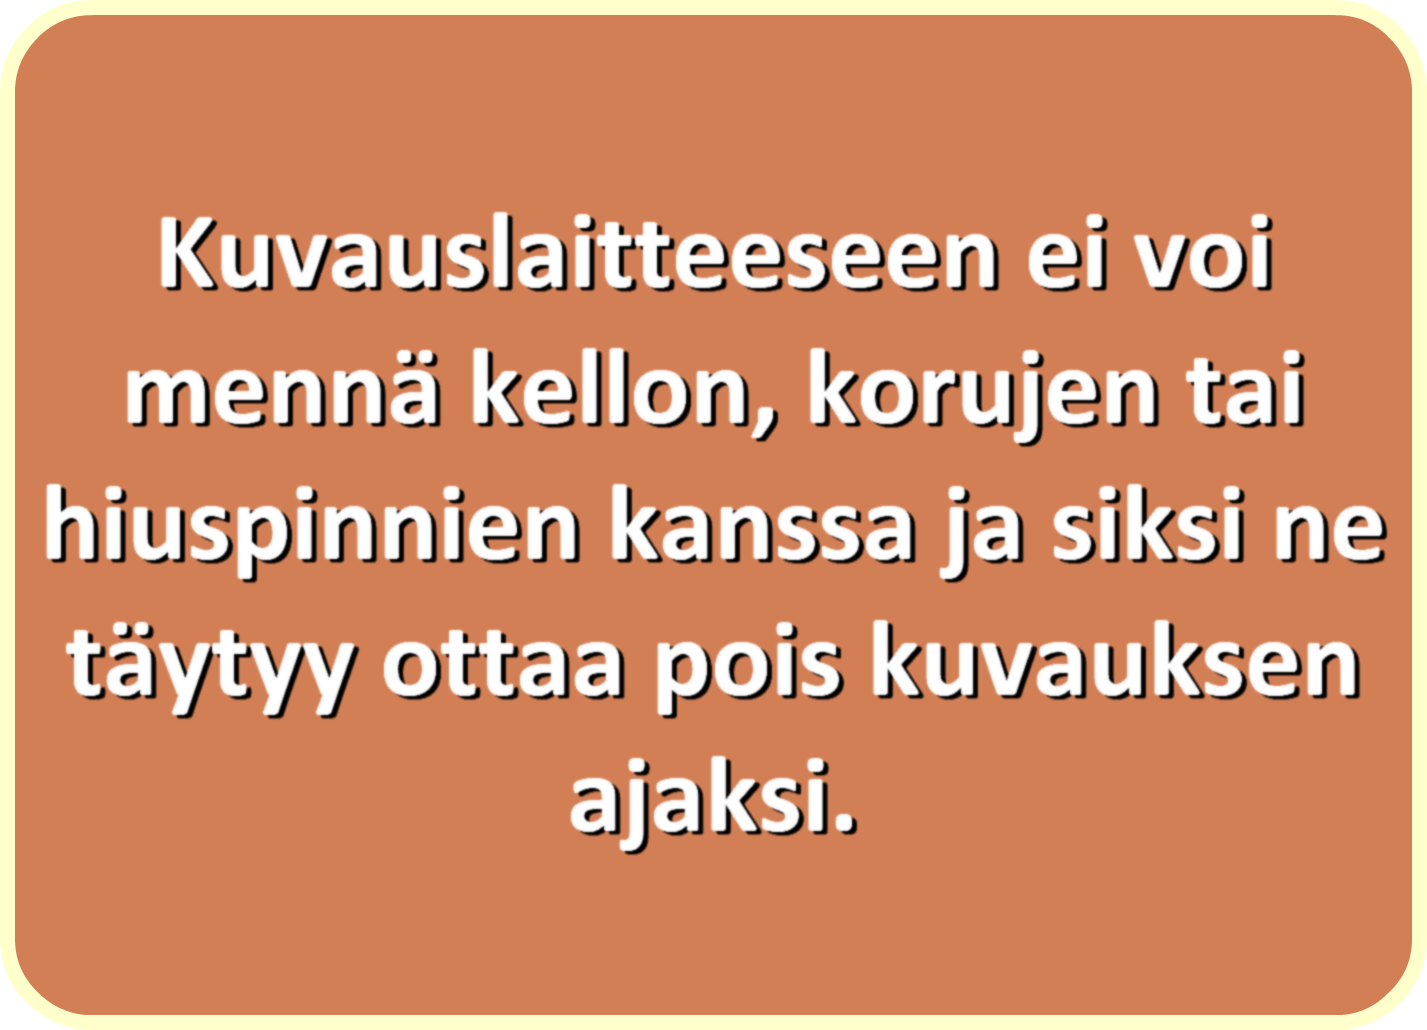 Kuvauslaitteeseen ei voi
mennä kellon, korujen tai
hiuspinnien kanssa ja siksi ne
täytyy ottaa pois kuvauksen
ajaksi.